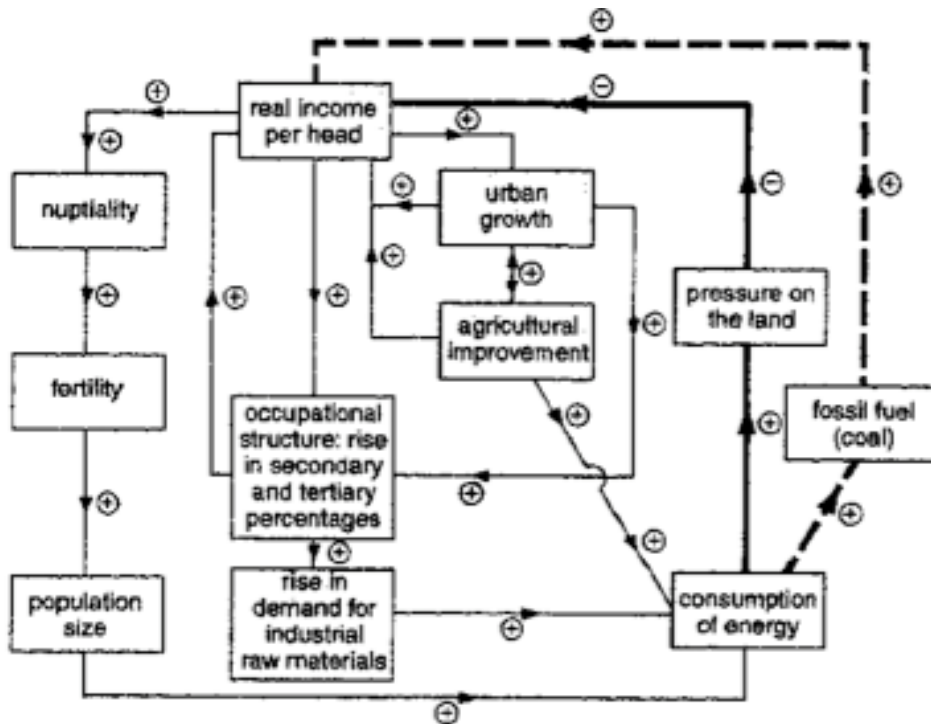 real income
per head
nuptiality
urban
growth
pressure on
the land
agricultural
improvement
fertility
occupational
structure: rise
in secondary
and tertiary
percentages
fossil fuel
(coal)
population
size
rise in
demand for
industrial
raw materials
consumption
of energy